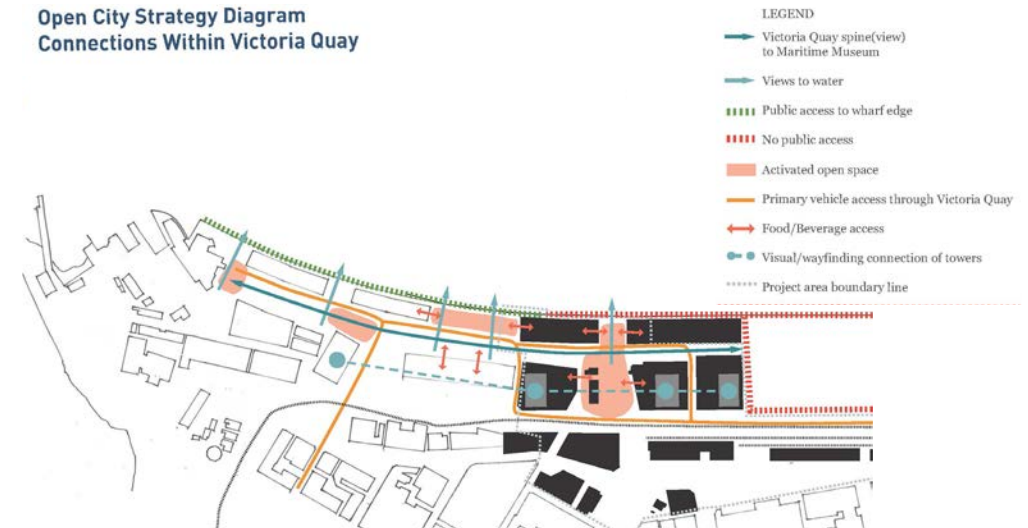 Open City Strategy Diagram
Connections Within Victoria Quay
LEGEND
Victoria Quay spine(view)
to Maritime Museum
Views to water
Public access to wharf edge
No public access
Activated open space
Primary vehicle access through Victoria Quay
Food/Beverage access
Visual/wayfinding connection of towers
Project area boundary line